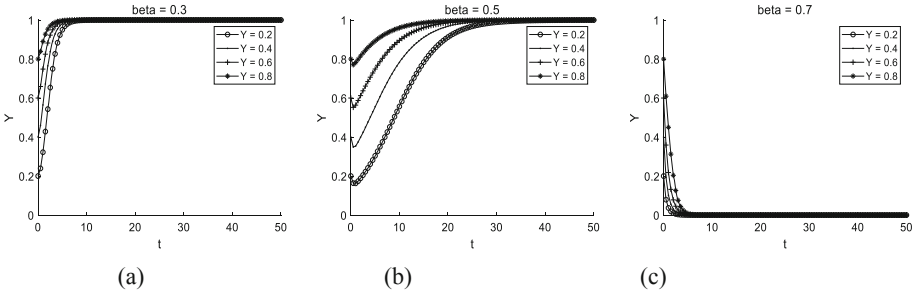 beta = 0.3
1
0.8
0.6
0.4
0.2
0
Y
0 10 20 30 40 50
t
Y = 0.2
Y = 0.4
Y = 0.6
Y = 0.8
(a)
beta = 0.5
1
0.8
0.6
0.4
0.2
0
Y
0 10 20 30 40 50
t
Y = 0.2
Y = 0.4
Y = 0.6
Y = 0.8
(b)
beta = 0.7
1
0.8
0.6
0.4
0.2
0
Y
0 10 20 30 40 50
t
Y = 0.2
Y = 0.4
Y = 0.6
Y = 0.8
(c)